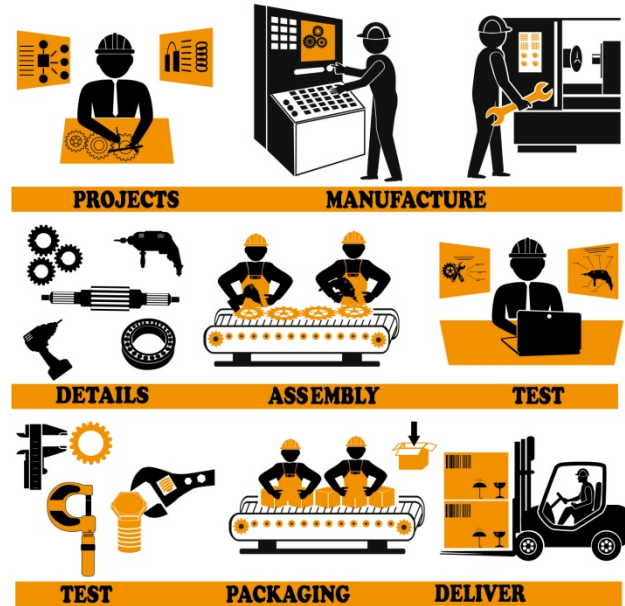 PROJECTS MANUFACTURE
DETAILS ASSEMBLY TEST
TEST PACKAGING DELIVER